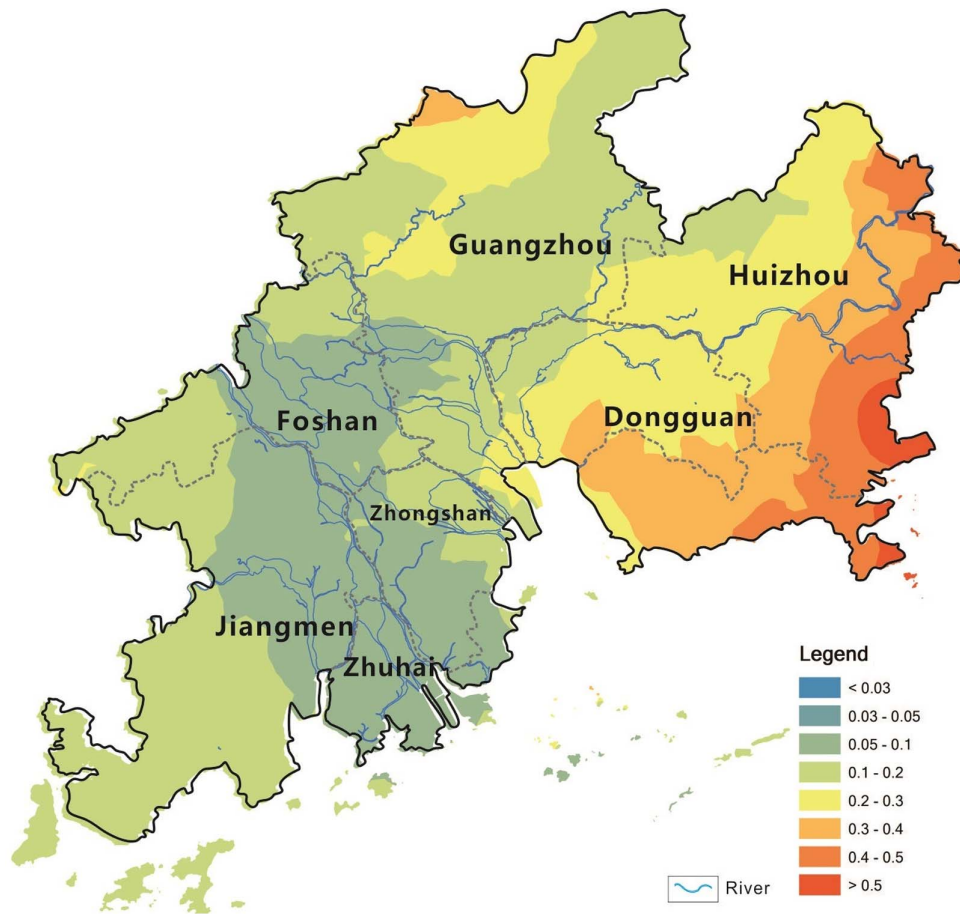 Guangzhou
Huizhou
Foshan
Dongguan
Zhongshan
Jiangmen
Zhuhai
Legend
< 0.03
0.03 - 0.05
0.05 - 0.1
0.1 - 0.2
0.2 - 0.3
0.3 - 0.4
0.4 - 0.5
> 0.5
River